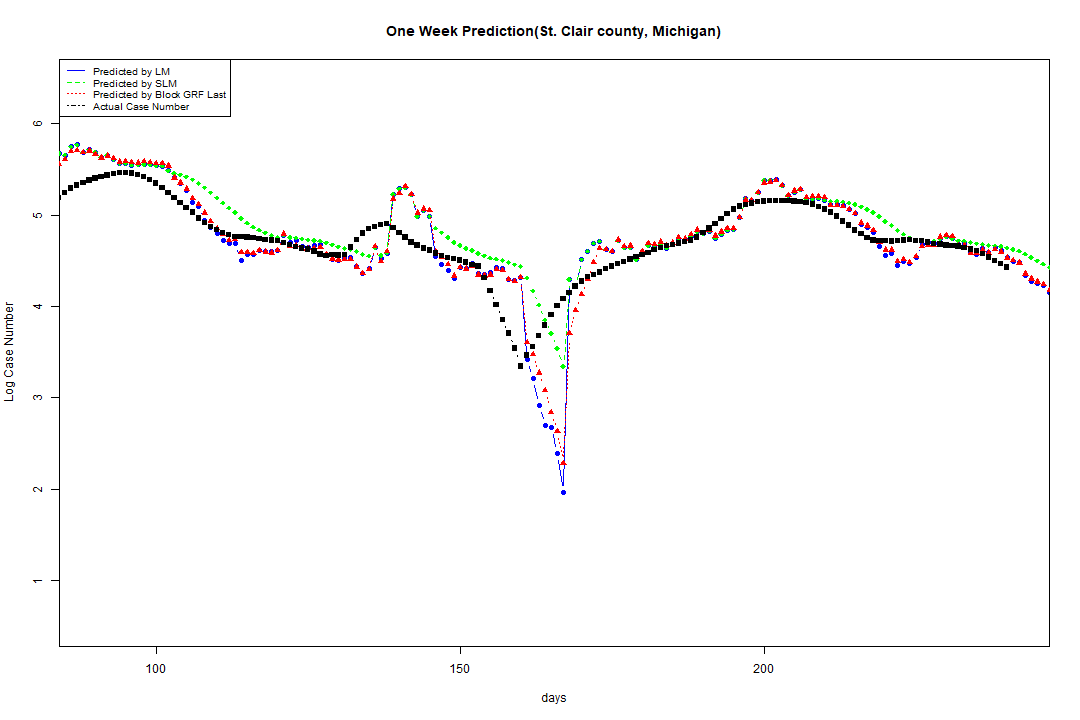 One Week Prediction(St. Clair county, Michigan)
Predicted by LM
Predicted by SLM
Predicted by Block GRF Last
Actual Case Number
6
5
4
3
2
1
Log Case Number
100 150 200
days